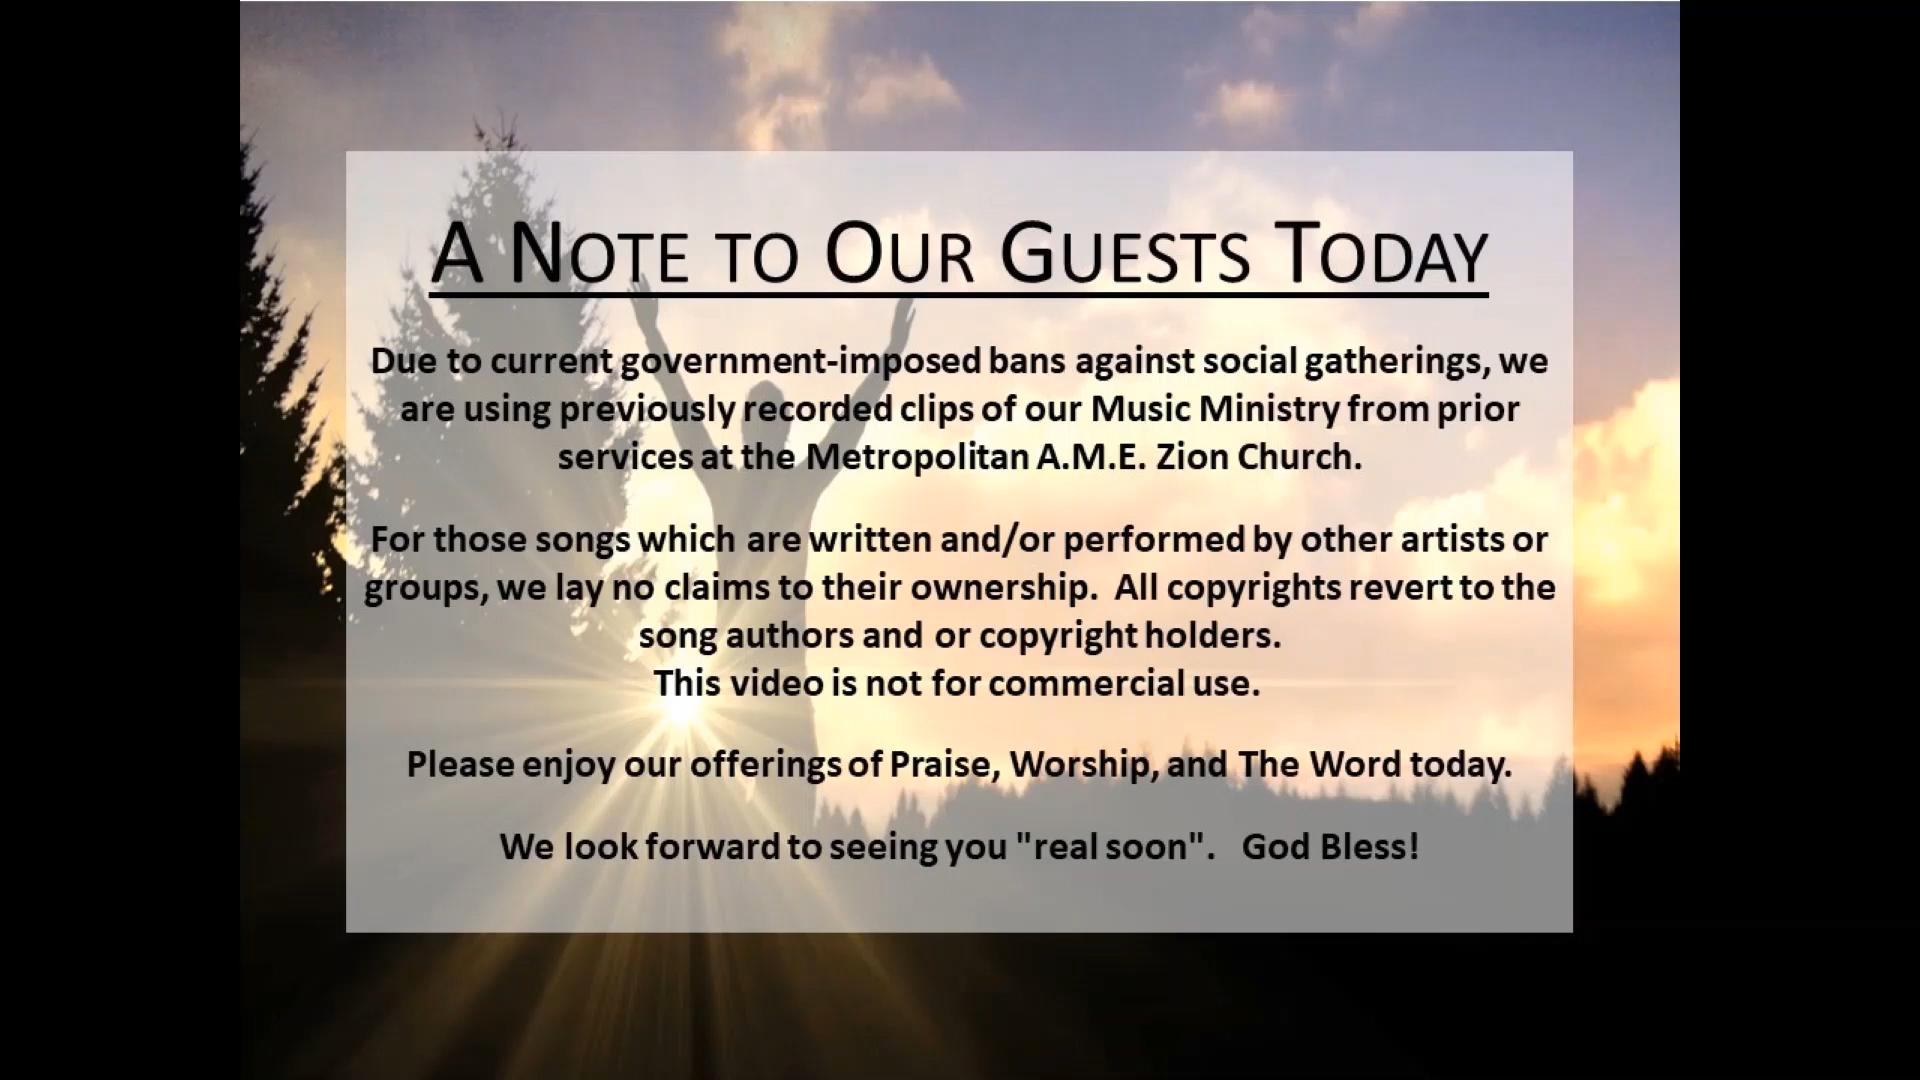 A Note to Our Guests Today
Due to current government-imposed bans against social gatherings, we
are using previously recorded clips of our Music Ministry from prior
services at the Metropolitan A.M.E. Zion Church.
For those songs which are written and/or performed by other artists or
groups, we lay no claims to their ownership.  All copyrights revert to the
song authors and or copyright holders.
This video is not for commercial use.
Please enjoy our offerings of Praise, Worship, and The Word today.
We look forward to seeing you "real soon".   God Bless!